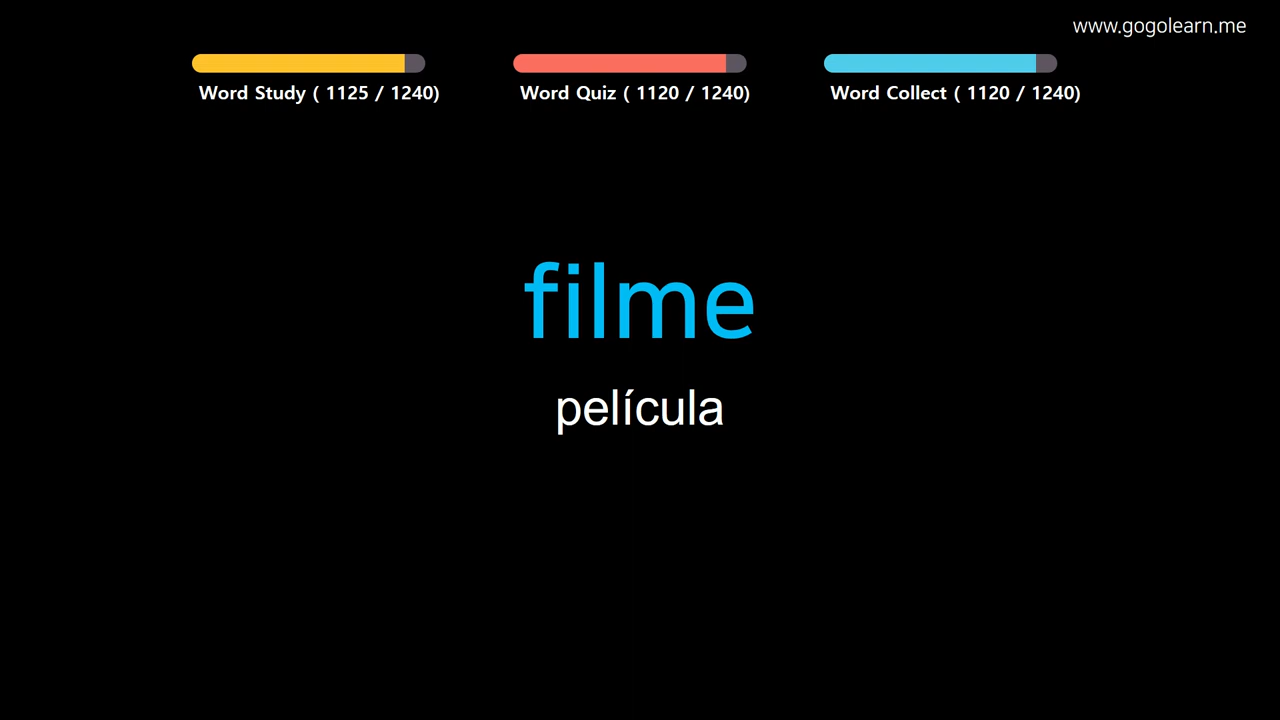 www.gogolearn.me
Word Study ( 1125 / 1240)
Word Quiz ( 1120 / 1240)
Word Collect ( 1120 / 1240)
filme
película